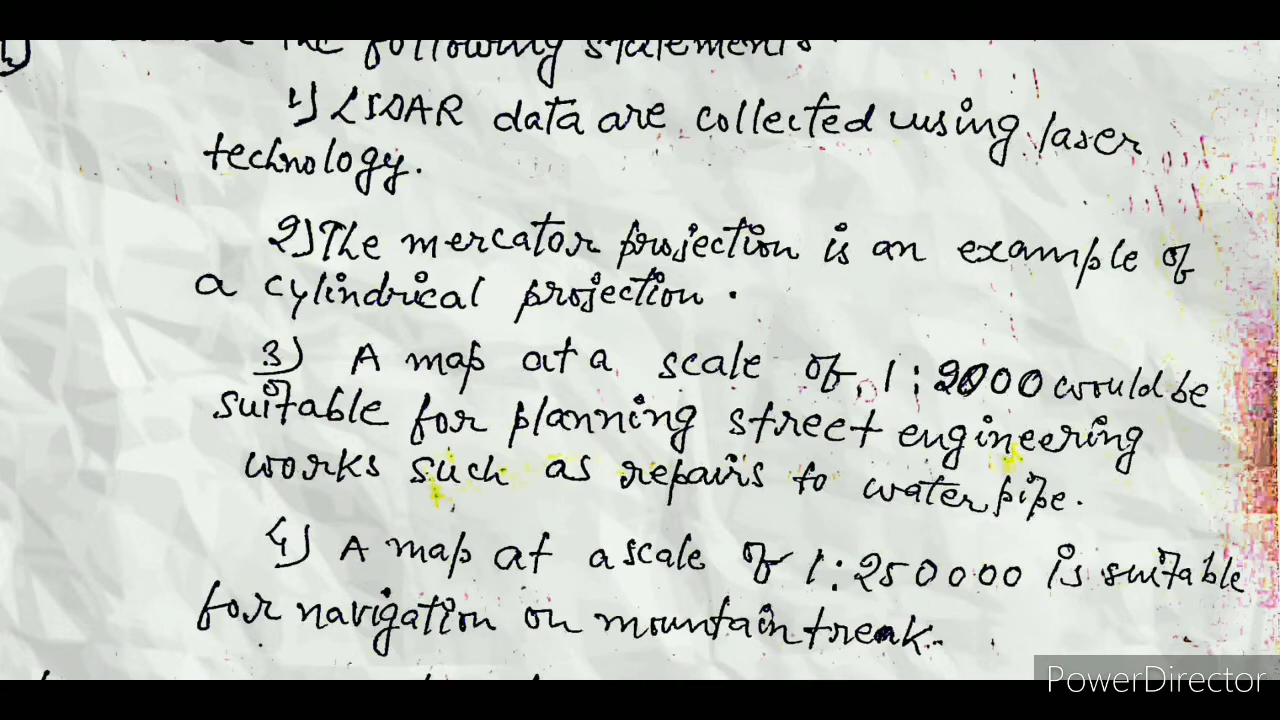 the following statements
1) LIDAR data are collected using laser
technology.
2) The mercator projection is an example of
a cylindrical projection.
3) A map at a scale of 1:2000 would be
suitable for planning street engineering
works such as repairs to water pipe.
4) A map at a scale of 1:250000 is suitable
for navigation on mountain treak.
PowerDirector